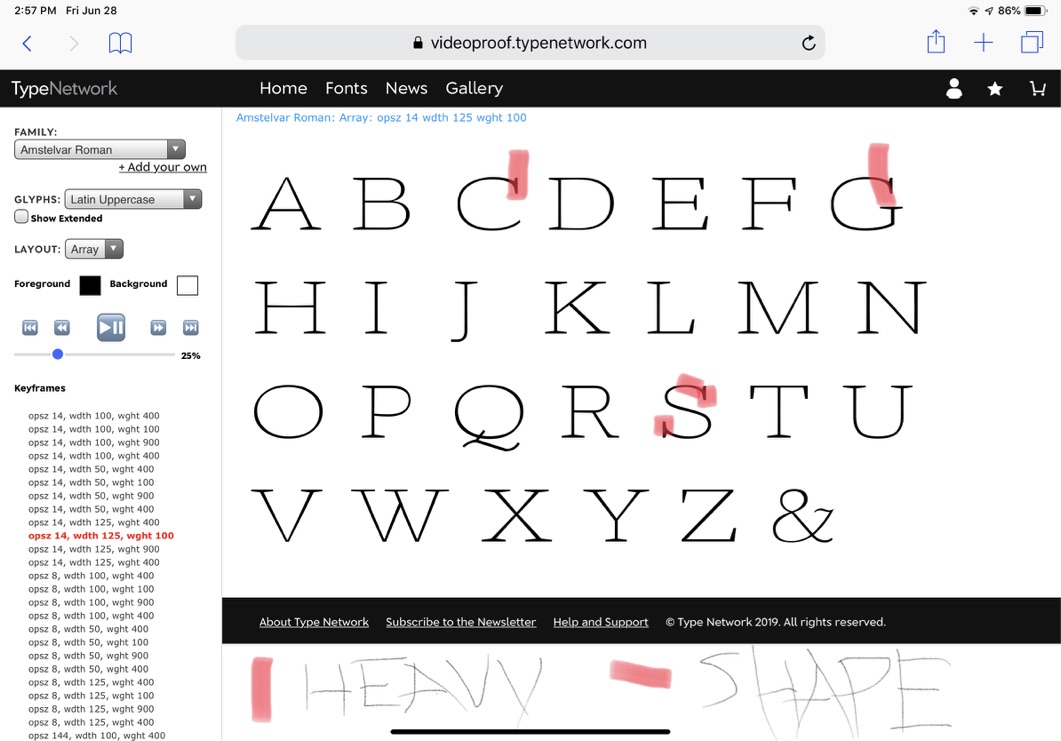 2:57 PM Fri Jun 28 86%
videoproof.typenetwork.com
TypeNetwork Home Fonts News Gallery
FAMILY:
Amstelvar Roman
+ Add your own
GLYPHS: Latin Uppercase
Show Extended
LAYOUT: Array
Foreground Background
25%
Keyframes
opsz 14, wdth 100, wght 400
opsz 14, wdth 100, wght 100
opsz 14, wdth 100, wght 900
opsz 14, wdth 100, wght 400
opsz 14, wdth 50, wght 400
opsz 14, wdth 50, wght 100
opsz 14, wdth 50, wght 900
opsz 14, wdth 50, wght 400
opsz 14, wdth 125, wght 400
opsz 14, wdth 125, wght 100
opsz 14, wdth 125, wght 900
opsz 14, wdth 125, wght 400
opsz 8, wdth 100, wght 400
opsz 8, wdth 100, wght 100
opsz 8, wdth 100, wght 900
opsz 8, wdth 100, wght 400
opsz 8, wdth 50, wght 400
opsz 8, wdth 50, wght 100
opsz 8, wdth 50, wght 900
opsz 8, wdth 50, wght 400
opsz 8, wdth 125, wght 400
opsz 8, wdth 125, wght 100
opsz 8, wdth 125, wght 900
opsz 8, wdth 125, wght 400
opsz 144, wdth 100, wght 400
Amstelvar Roman: Array: opsz 14 wdth 125 wght 100
A B C D E F G
H I J K L M N
O P Q R S T U
V W X Y Z &
About Type Network Subscribe to the Newsletter Help and Support © Type Network 2019. All rights reserved.
HEAVY SHAPE